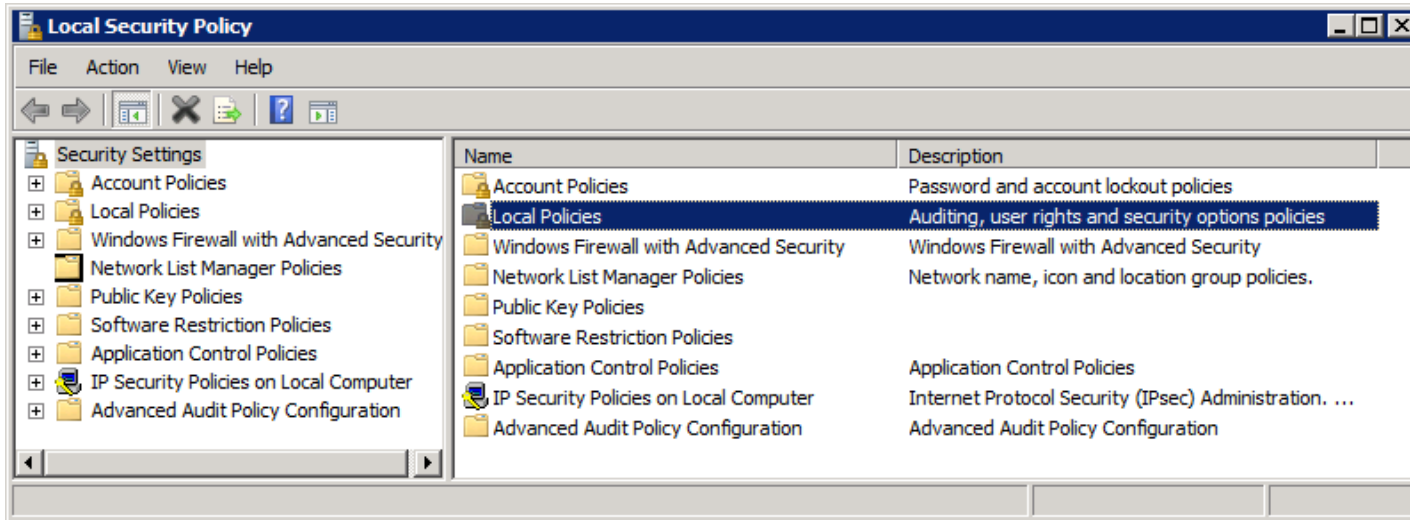 Local Security Policy
File Action View Help
Security Settings
Account Policies
Local Policies
Windows Firewall with Advanced Security
Network List Manager Policies
Public Key Policies
Software Restriction Policies
Application Control Policies
IP Security Policies on Local Computer
Advanced Audit Policy Configuration
Name Description
Account Policies Password and account lockout policies
Local Policies Auditing, user rights and security options policies
Windows Firewall with Advanced Security Windows Firewall with Advanced Security
Network List Manager Policies Network name, icon and location group policies.
Public Key Policies
Software Restriction Policies
Application Control Policies Application Control Policies
IP Security Policies on Local Computer Internet Protocol Security (IPsec) Administration. ...
Advanced Audit Policy Configuration Advanced Audit Policy Configuration